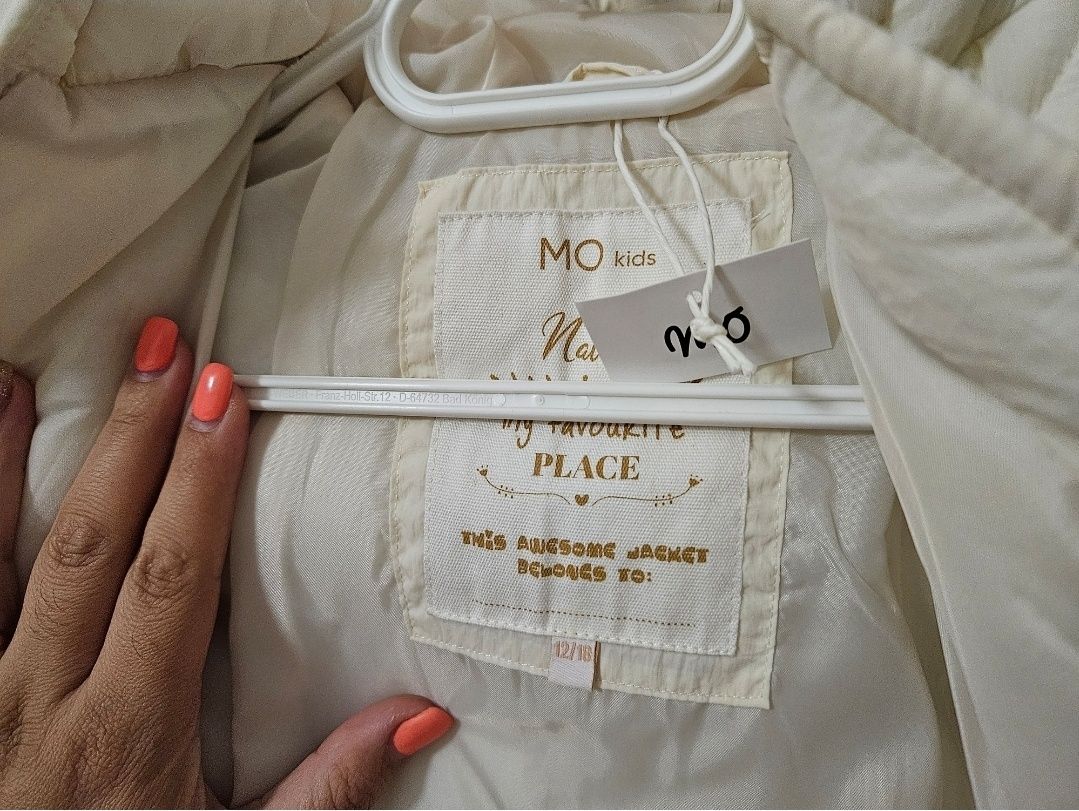 MO kids
mo
my favourite
PLACE
THIS AWESOME JACKET
BELONGS TO:
Franz-Holl-Str.12 • D-64732 Bad König
12/18